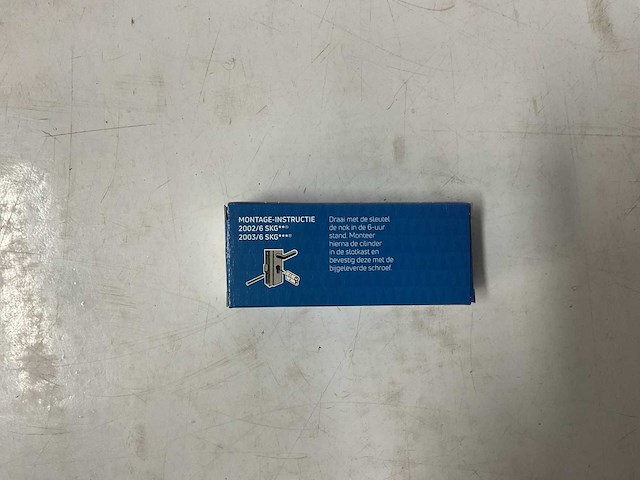 MONTAGE-INSTRUCTIE
2002/6 SKG**®
2003/6 SKG***®
Draai met de sleutel
de nok in de 6-uur
stand. Monteer
hierna de cilinder
in de slotkast en
bevestig deze met de
bijgeleverde schroef.